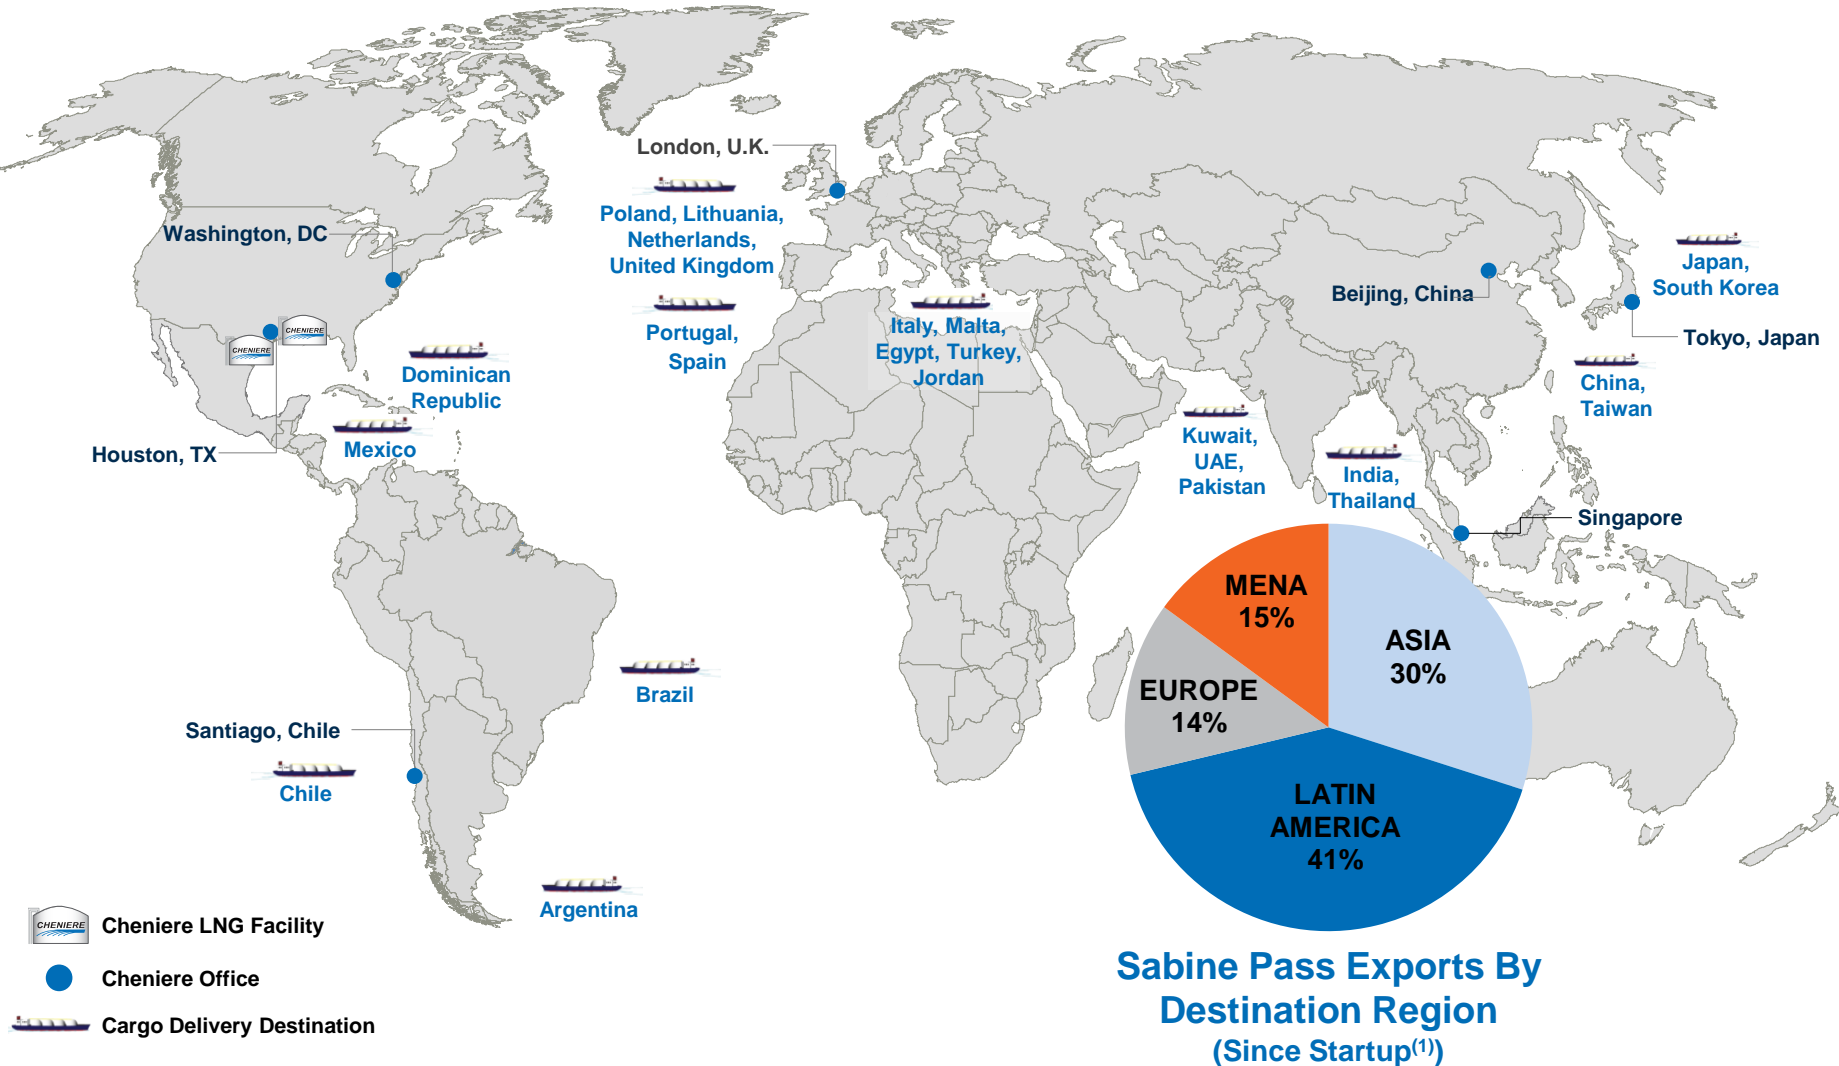 London, U.K.
Poland, Lithuania,
Netherlands,
United Kingdom
Washington, DC
Japan,
South Korea
Beijing, China
Portugal,
Spain
Italy, Malta,
Egypt, Turkey,
Jordan
CHENIERE
CHENIERE
Tokyo, Japan
Dominican
Republic
China,
Taiwan
Mexico
Houston, TX
Kuwait,
UAE,
Pakistan
India,
Thailand
Singapore
MENA
15%
ASIA
30%
EUROPE
14%
Brazil
Santiago, Chile
Chile
LATIN
AMERICA
41%
Argentina
CHENIERE
Cheniere LNG Facility
Cheniere Office
Cargo Delivery Destination
Sabine Pass Exports By
Destination Region
(Since Startup(1))